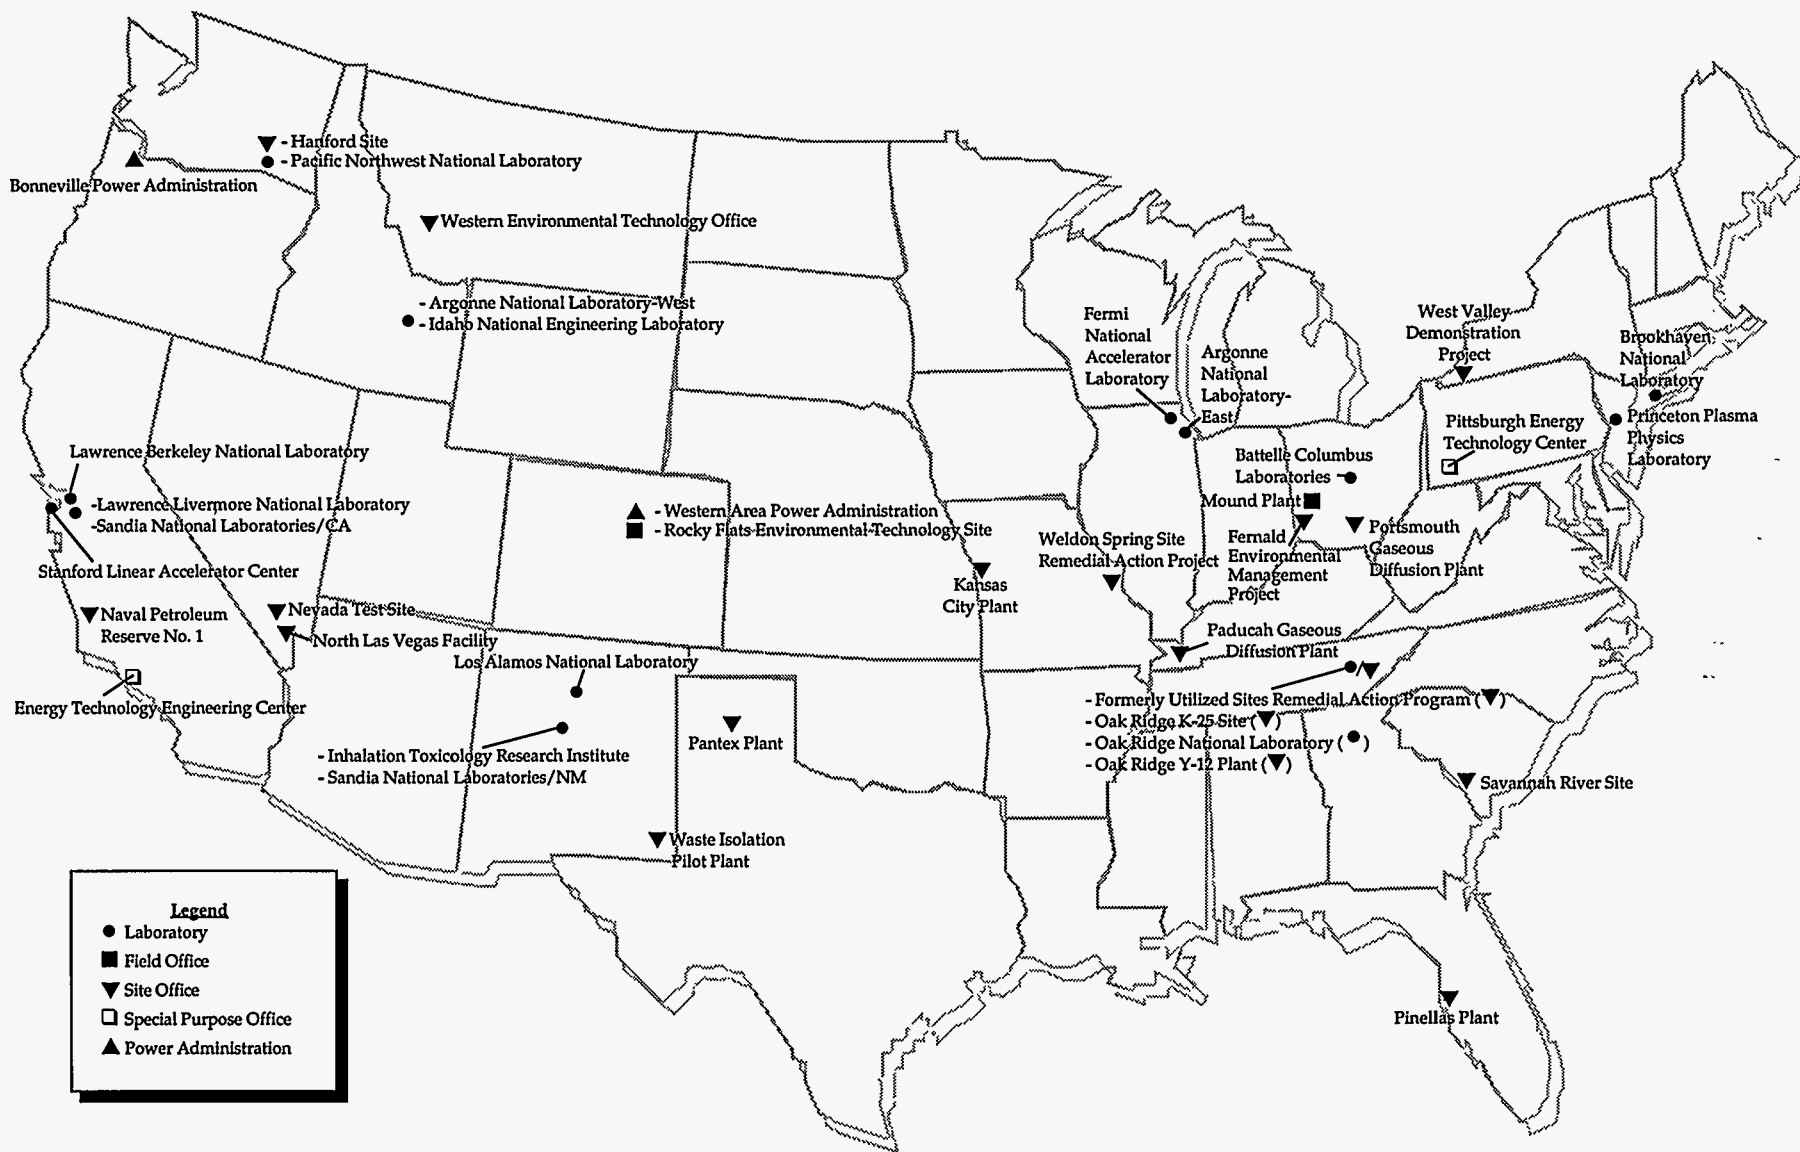 - Hanford Site
- Pacific Northwest National Laboratory
Bonneville Power Administration
Western Environmental Technology Office
- Argonne National Laboratory-West
- Idaho National Engineering Laboratory
Fermi
National
Accelerator
Laboratory
Argonne
National
Laboratory-
East
West Valley
Demonstration
Project
Brookhaven
National
Laboratory
Princeton Plasma
Physics
Laboratory
Pittsburgh Energy
Technology Center
Battelle Columbus
Laboratories
Mound Plant
Fernald
Environmental
Management
Project
Portsmouth
Gaseous
Diffusion Plant
Lawrence Berkeley National Laboratory
-Lawrence Livermore National Laboratory
-Sandia National Laboratories/CA
Stanford Linear Accelerator Center
- Western Area Power Administration
- Rocky Flats Environmental Technology Site
Weldon Spring Site
Remedial Action Project
Kansas
City Plant
Naval Petroleum
Reserve No. 1
Nevada Test Site
North Las Vegas Facility
Los Alamos National Laboratory
Energy Technology Engineering Center
- Inhalation Toxicology Research Institute
- Sandia National Laboratories/NM
Pantex Plant
Paducah Gaseous
Diffusion Plant
/
- Formerly Utilized Sites Remedial Action Program ( )
- Oak Ridge K-25 Site ( )
- Oak Ridge National Laboratory ( )
- Oak Ridge Y-12 Plant ( )
Savannah River Site
Waste Isolation
Pilot Plant
Pinellas Plant
Legend
Laboratory
Field Office
Site Office
Special Purpose Office
Power Administration